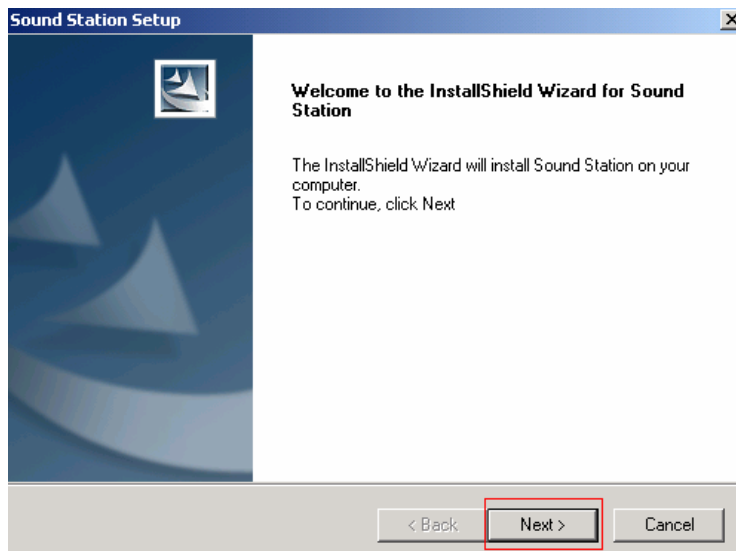 Sound Station Setup
Welcome to the InstallShield Wizard for Sound
Station
The InstallShield Wizard will install Sound Station on your
computer.
To continue, click Next
< Back
Next >
Cancel